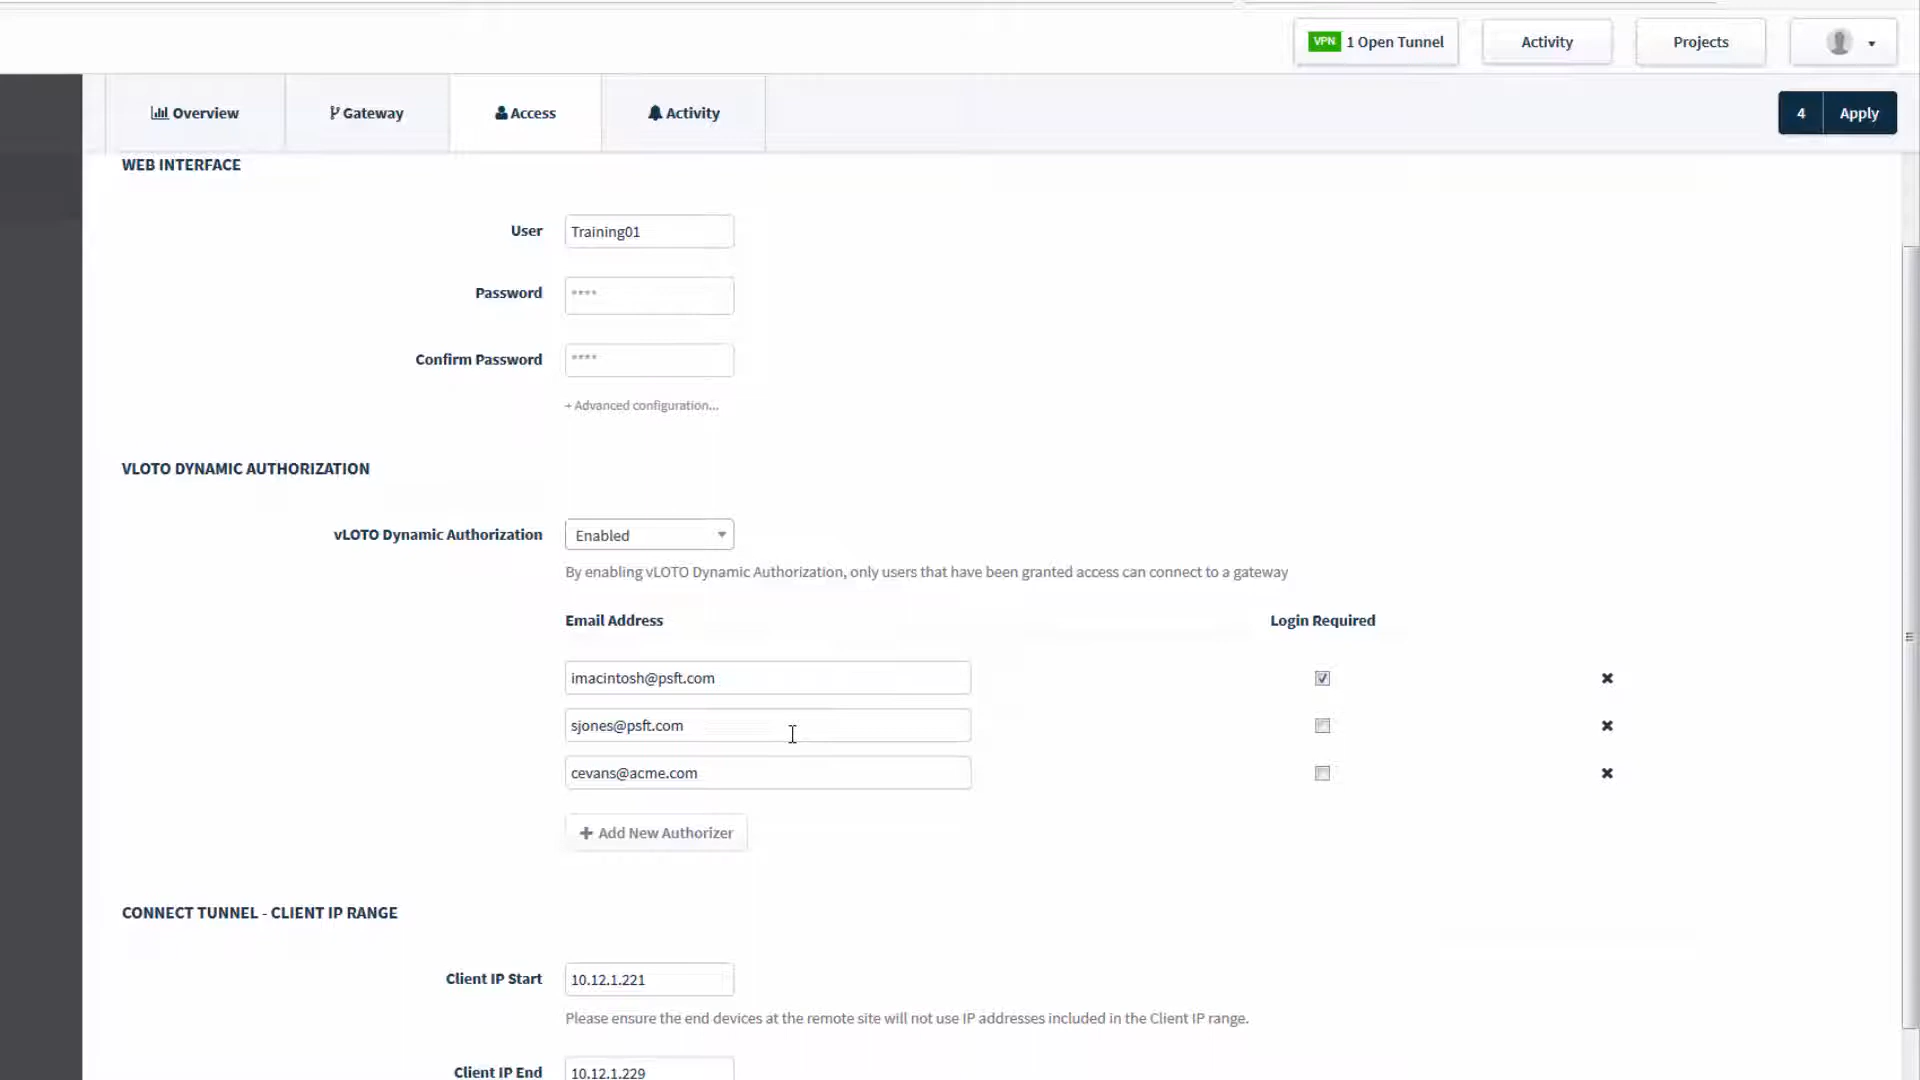 VPN 1 Open Tunnel
Activity
Projects
Overview
Gateway
Access
Activity
4 Apply
WEB INTERFACE
User Training01
Password ****
Confirm Password ****
+ Advanced configuration...
VLOTO DYNAMIC AUTHORIZATION
vLOTO Dynamic Authorization Enabled
By enabling vLOTO Dynamic Authorization, only users that have been granted access can connect to a gateway
Email Address Login Required
imacintosh@psft.com
sjones@psft.com
cevans@acme.com
+ Add New Authorizer
CONNECT TUNNEL - CLIENT IP RANGE
Client IP Start 10.12.1.221
Please ensure the end devices at the remote site will not use IP addresses included in the Client IP range.
Client IP End 10.12.1.229